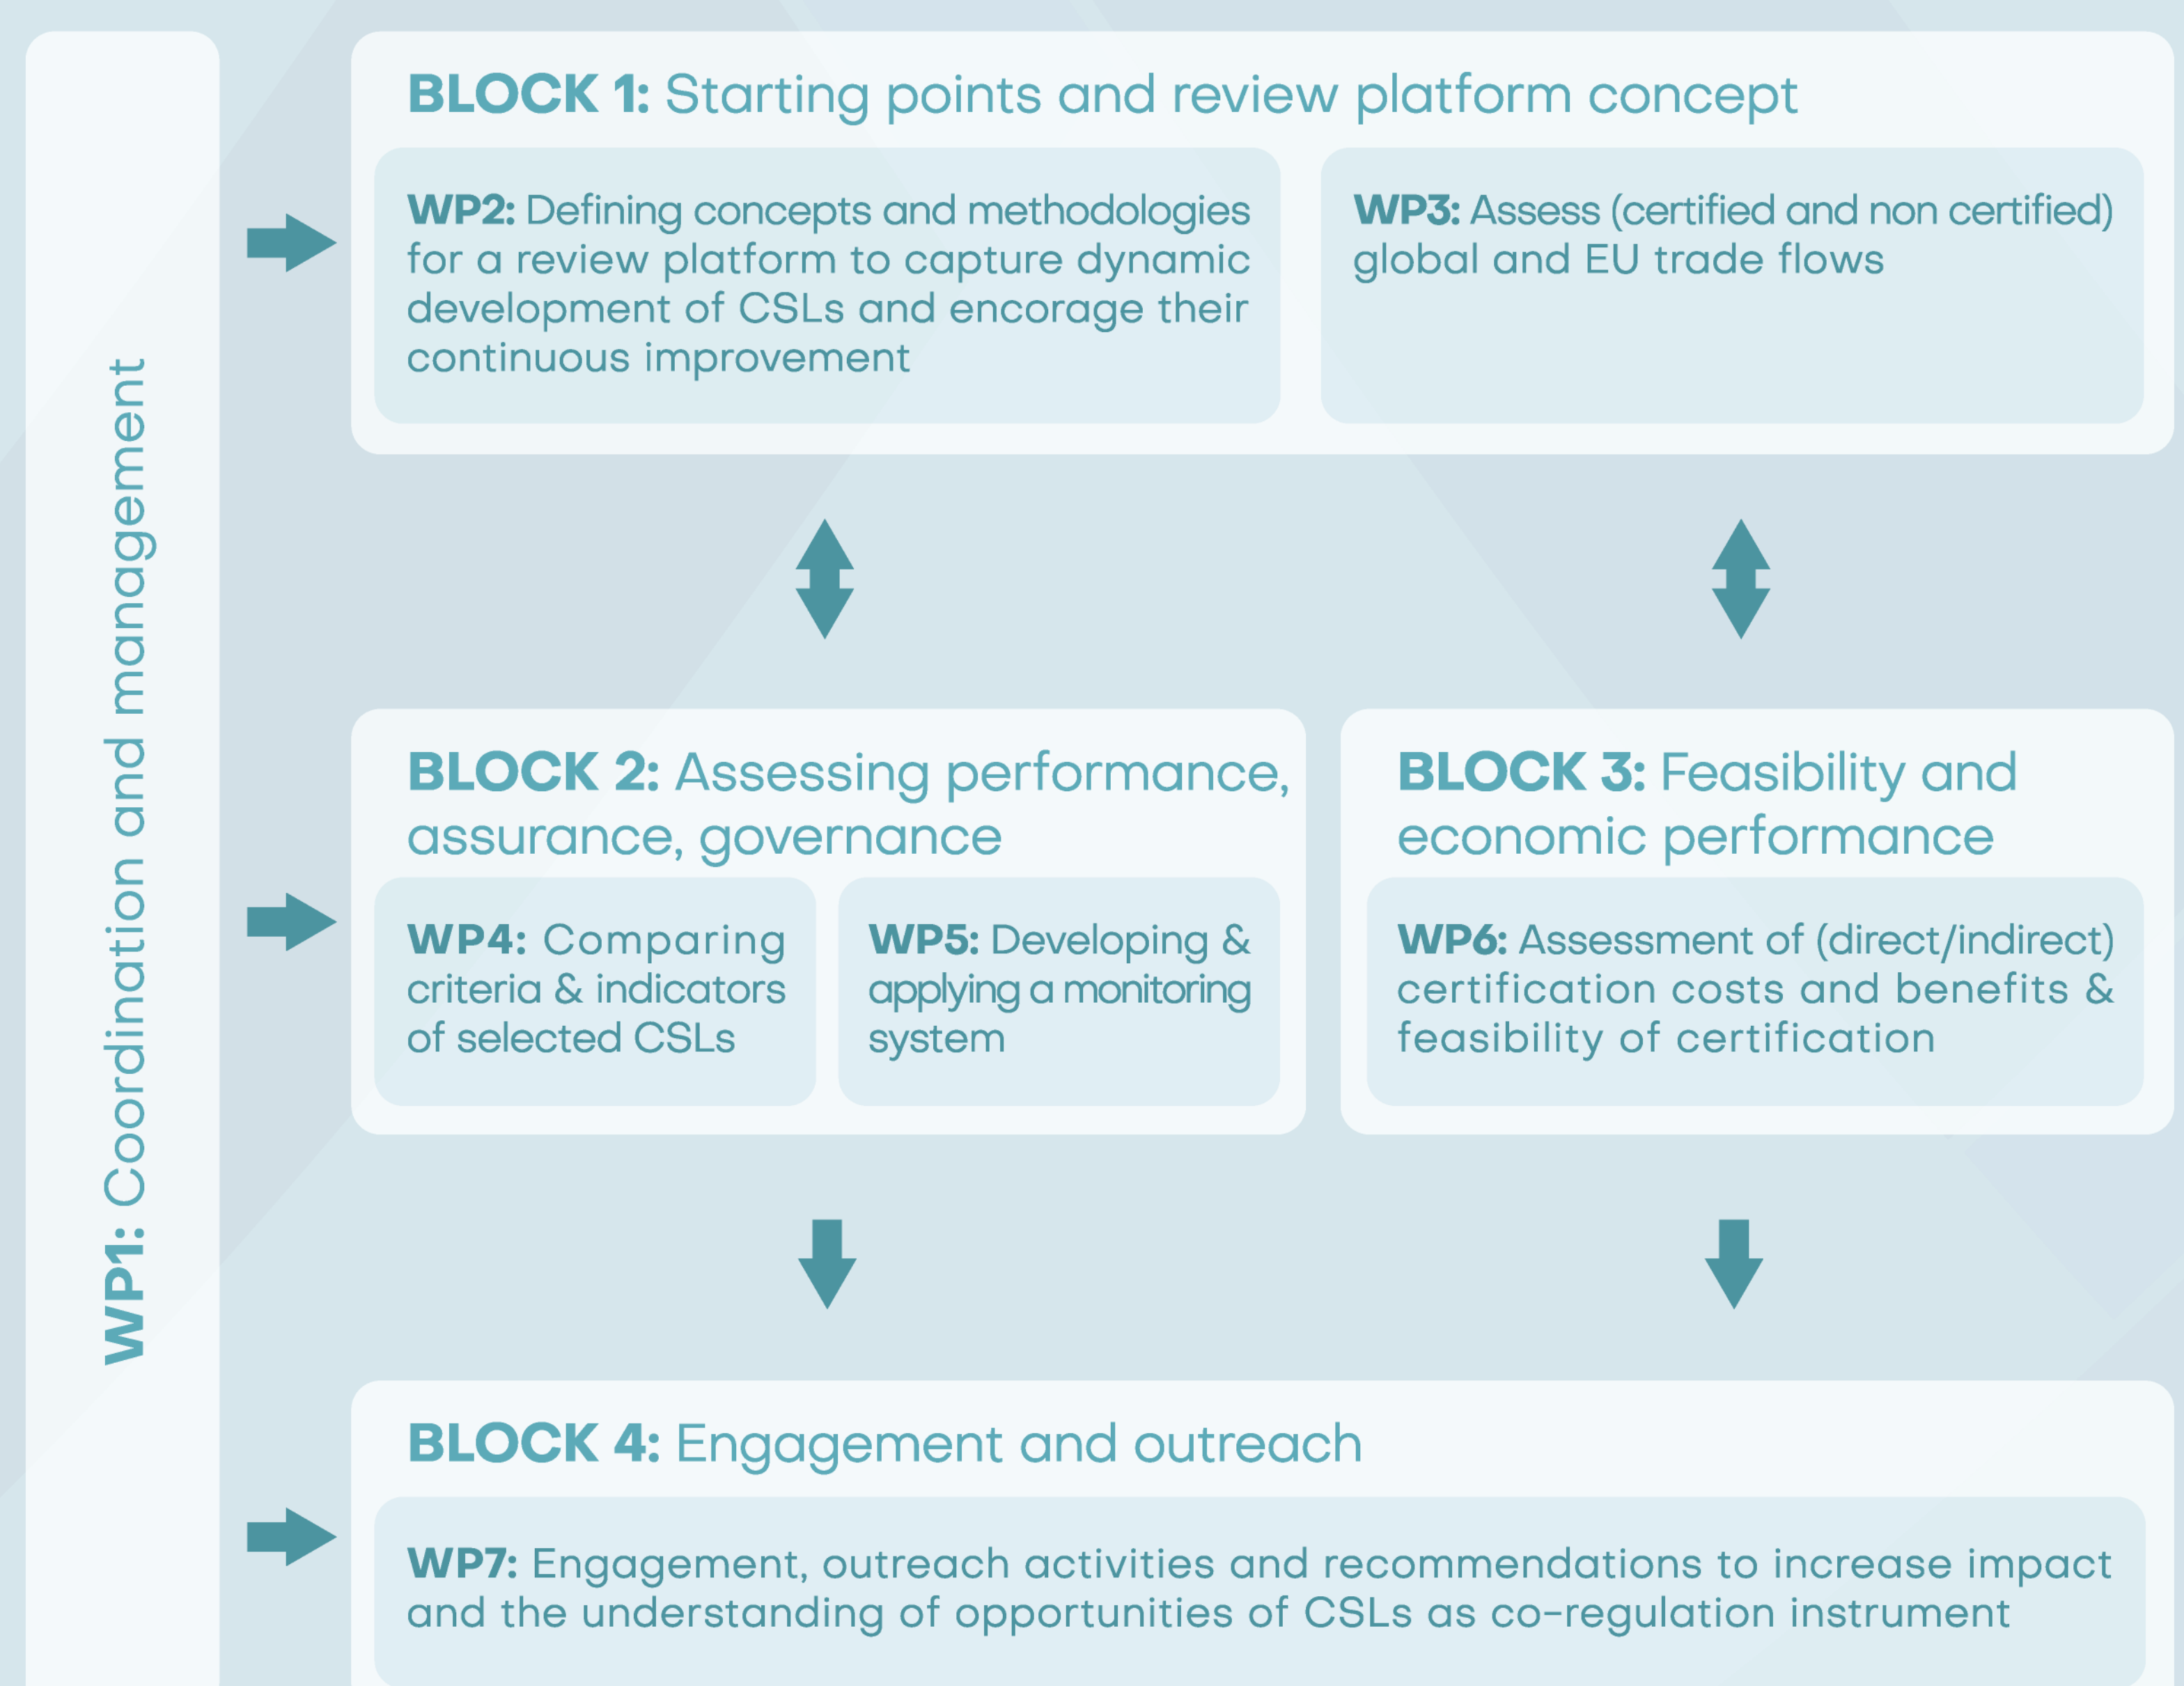 WP1: Coordination and management
BLOCK 1: Starting points and review platform concept
WP2: Defining concepts and methodologies
for a review platform to capture dynamic
development of CSLs and encorage their
continuous improvement
WP3: Assess (certified and non certified)
global and EU trade flows
BLOCK 2: Assessing performance,
assurance, governance
WP4: Comparing
criteria & indicators
of selected CSLs
WP5: Developing &
applying a monitoring
system
BLOCK 3: Feasibility and
economic performance
WP6: Assessment of (direct/indirect)
certification costs and benefits &
feasibility of certification
BLOCK 4: Engagement and outreach
WP7: Engagement, outreach activities and recommendations to increase impact
and the understanding of opportunities of CSLs as co-regulation instrument